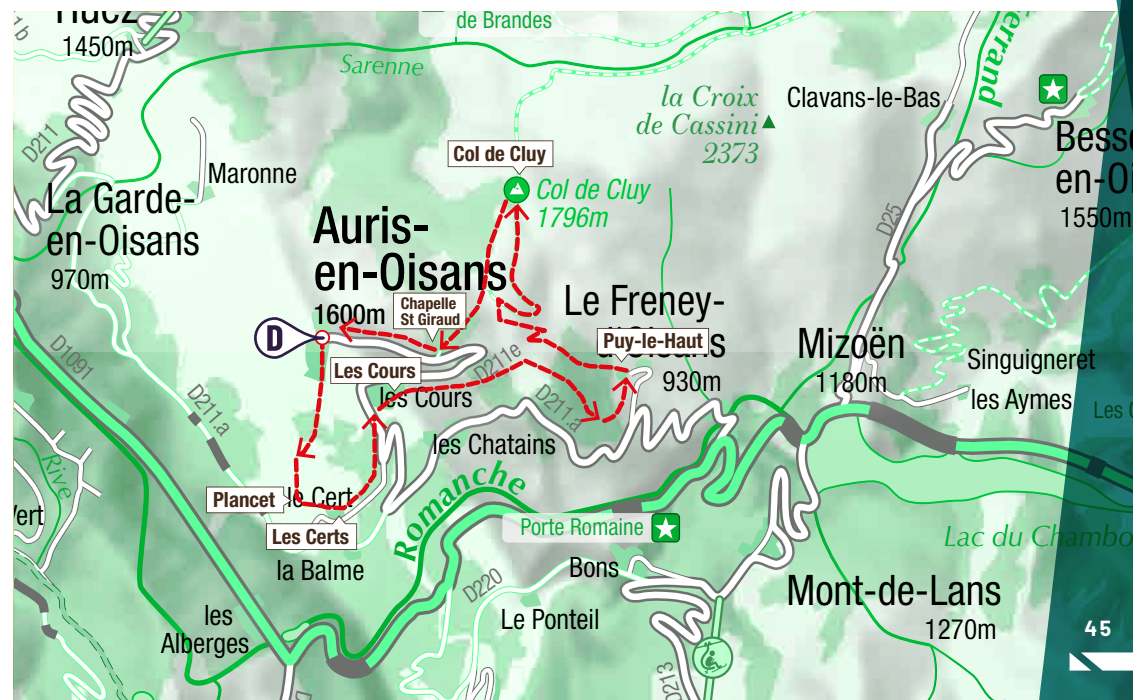 de Brandes
1450m
Sarenne
D211
Maronne
La Garde-
en-Oisans
970m
la Croix
de Cassini
2373
Clavans-le-Bas
D25
en-Oi
1550m
Col de Cluy
Col de Cluy
1796m
Auris-
en-Oisans
1600m
Chapelle
St Giraud
D
Le Freney-
d'Oisans
930m
Puy-le-Haut
Mizoën
1180m
Singuigneret
les Aymes
D1091
D211.a
D211e
D211.a
Les Cours
les Cours
les Chatains
Plancet
le Cert
Les Certs
la Balme
Romanche
Porte Romaine
Rive
Lac du Chambo
les
Alberges
D220
Bons
Le Ponteil
D213
Mont-de-Lans
1270m
45